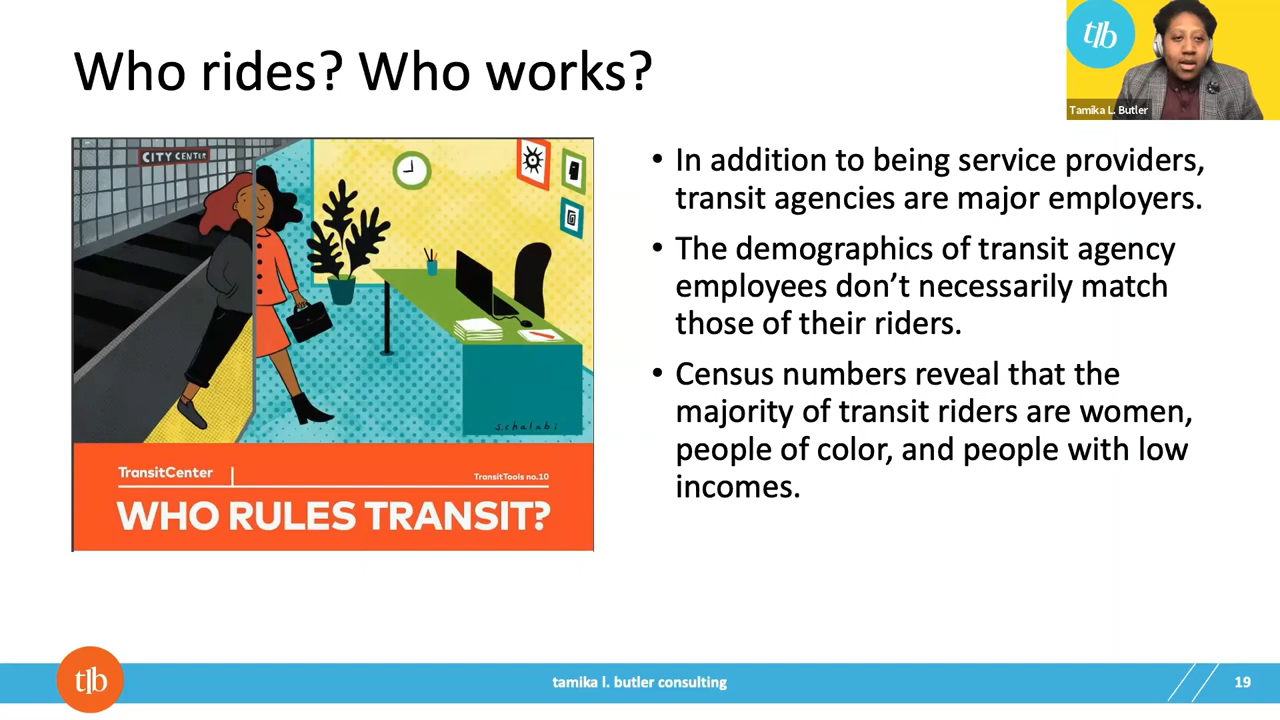 Who rides? Who works?
tlb
Tamika L. Butler
CITY CENTER
s.chalabi
TransitCenter
TransitTools no.10
WHO RULES TRANSIT?
• In addition to being service providers,
transit agencies are major employers.
• The demographics of transit agency
employees don’t necessarily match
those of their riders.
• Census numbers reveal that the
majority of transit riders are women,
people of color, and people with low
incomes.
tlb
tamika l. butler consulting
19